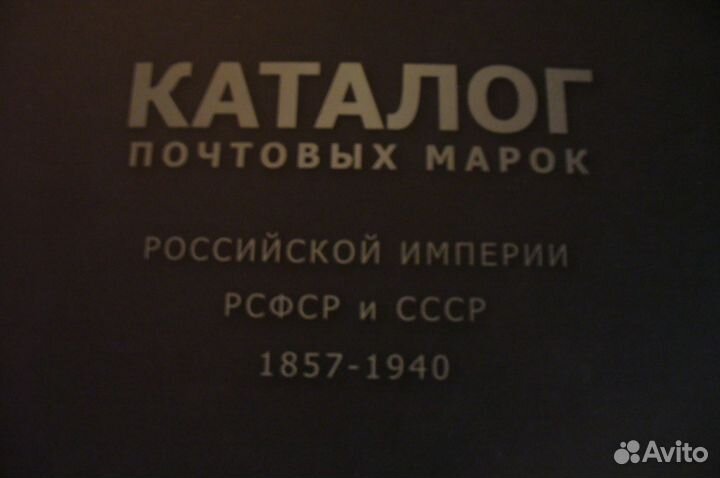 КАТАЛОГ
ПОЧТОВЫХ МАРОК
РОССИЙСКОЙ ИМПЕРИИ
РСФСР и СССР
1857-1940
Avito